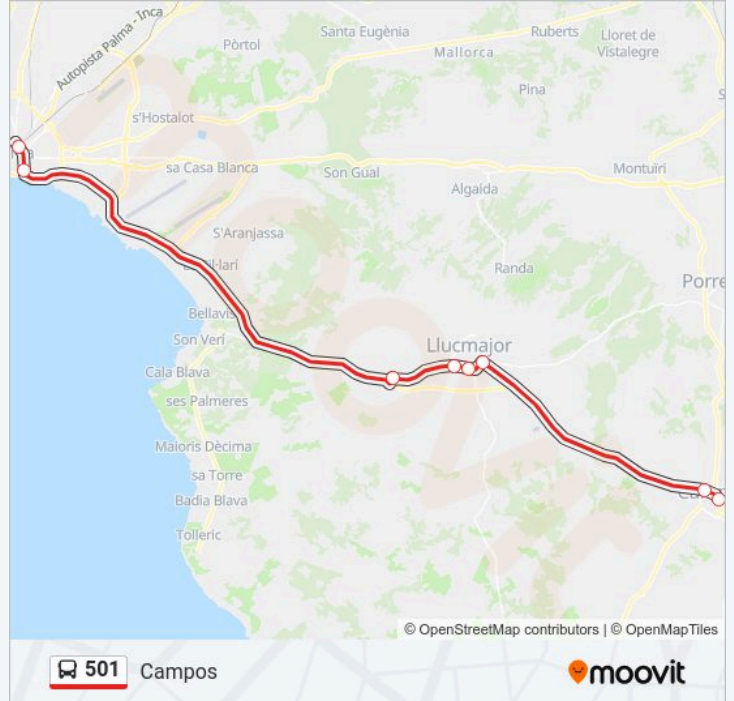 Santa Eugènia
Ruberts
Lloret de
Vistalegre
Pòrtol
Mallorca
Autopista Palma - Inca
Pina
s'Hostalot
sa Casa Blanca
Son Gual
Montuïri
Algaida
S'Aranjassa
Randa
Porre
Bellavis
Son Verí
Llucmajor
Cala Blava
ses Palmeres
Maioris Dècima
sa Torre
Badia Blava
Tolleric
© OpenStreetMap contributors | © OpenMapTiles
501 Campos
moovit